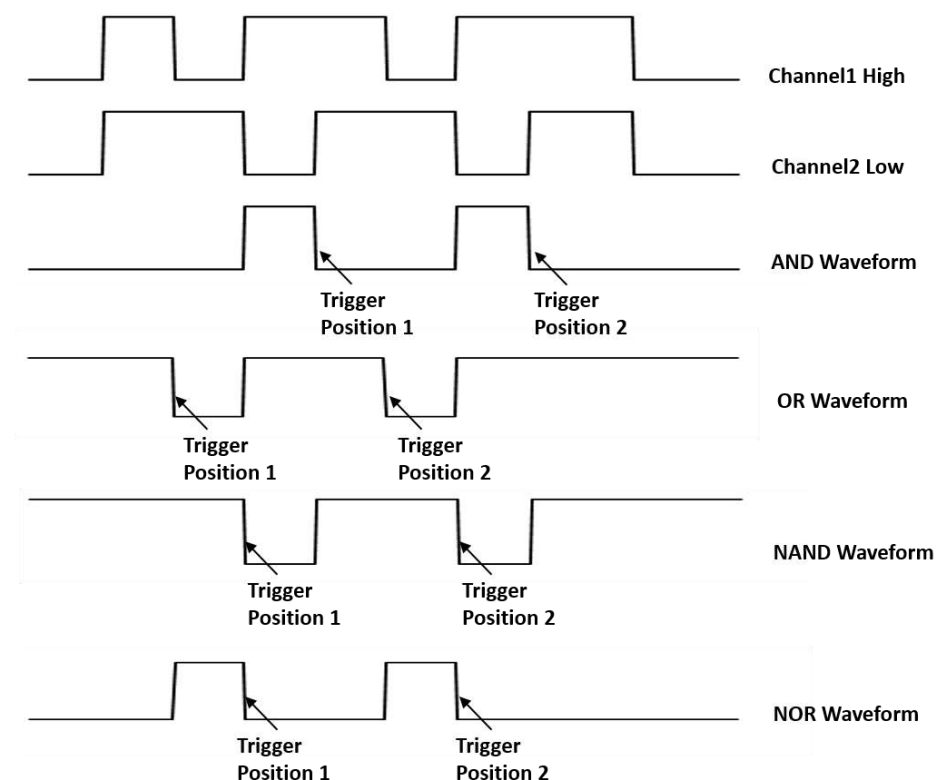 Channel1 High
Channel2 Low
AND Waveform
Trigger
Position 1
Trigger
Position 2
OR Waveform
Trigger
Position 1
Trigger
Position 2
NAND Waveform
Trigger
Position 1
Trigger
Position 2
NOR Waveform
Trigger
Position 1
Trigger
Position 2